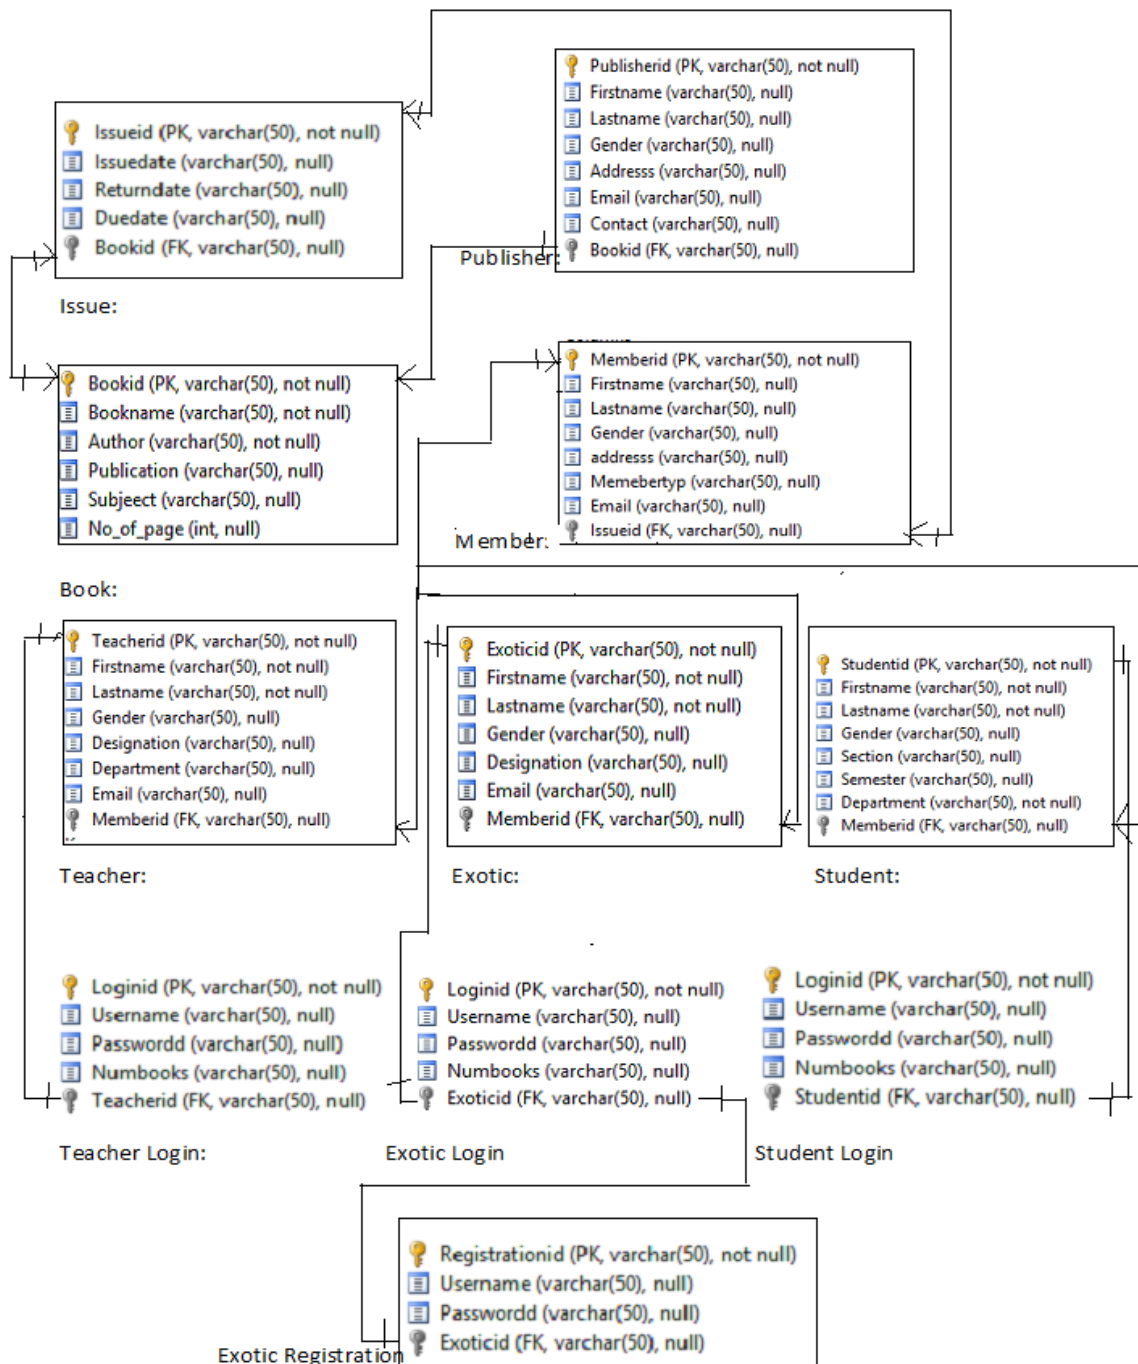 Publisherid (PK, varchar(50), not null)
Firstname (varchar(50), null)
Lastname (varchar(50), null)
Gender (varchar(50), null)
Addresss (varchar(50), null)
Email (varchar(50), null)
Contact (varchar(50), null)
Bookid (FK, varchar(50), null)
Publisher:
Issueid (PK, varchar(50), not null)
Issuedate (varchar(50), null)
Returndate (varchar(50), null)
Duedate (varchar(50), null)
Bookid (FK, varchar(50), null)
Issue:
Bookid (PK, varchar(50), not null)
Bookname (varchar(50), not null)
Author (varchar(50), not null)
Publication (varchar(50), null)
Subjeect (varchar(50), null)
No_of_page (int, null)
Book:
Memberid (PK, varchar(50), not null)
Firstname (varchar(50), null)
Lastname (varchar(50), null)
Gender (varchar(50), null)
addresss (varchar(50), null)
Memebertyp (varchar(50), null)
Email (varchar(50), null)
Issueid (FK, varchar(50), null)
Member:
Teacherid (PK, varchar(50), not null)
Firstname (varchar(50), not null)
Lastname (varchar(50), not null)
Gender (varchar(50), null)
Designation (varchar(50), null)
Department (varchar(50), null)
Email (varchar(50), null)
Memberid (FK, varchar(50), null)
Teacher:
Exoticid (PK, varchar(50), not null)
Firstname (varchar(50), not null)
Lastname (varchar(50), not null)
Gender (varchar(50), null)
Designation (varchar(50), null)
Email (varchar(50), null)
Memberid (FK, varchar(50), null)
Exotic:
Studentid (PK, varchar(50), not null)
Firstname (varchar(50), not null)
Lastname (varchar(50), not null)
Gender (varchar(50), null)
Section (varchar(50), null)
Semester (varchar(50), null)
Department (varchar(50), not null)
Memberid (FK, varchar(50), null)
Student:
Loginid (PK, varchar(50), not null)
Username (varchar(50), null)
Passwordd (varchar(50), null)
Numbooks (varchar(50), null)
Teacherid (FK, varchar(50), null)
Teacher Login:
Loginid (PK, varchar(50), not null)
Username (varchar(50), null)
Passwordd (varchar(50), null)
Numbooks (varchar(50), null)
Exoticid (FK, varchar(50), null)
Exotic Login
Loginid (PK, varchar(50), not null)
Username (varchar(50), null)
Passwordd (varchar(50), null)
Numbooks (varchar(50), null)
Studentid (FK, varchar(50), null)
Student Login
Registrationid (PK, varchar(50), not null)
Username (varchar(50), null)
Passwordd (varchar(50), null)
Exoticid (FK, varchar(50), null)
Exotic Registration